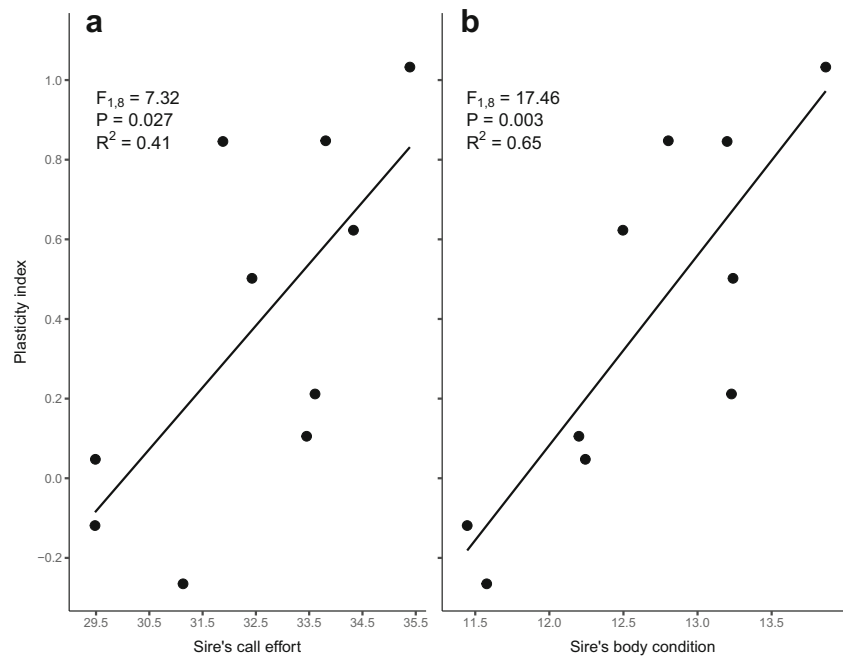 a
F1,8 = 7.32
P = 0.027
R2 = 0.41
b
F1,8 = 17.46
P = 0.003
R2 = 0.65
Plasticity index
1.0
0.8
0.6
0.4
0.2
0.0
−0.2
29.5 30.5 31.5 32.5 33.5 34.5 35.5
11.5 12.0 12.5 13.0 13.5
Sire's call effort
Sire's body condition